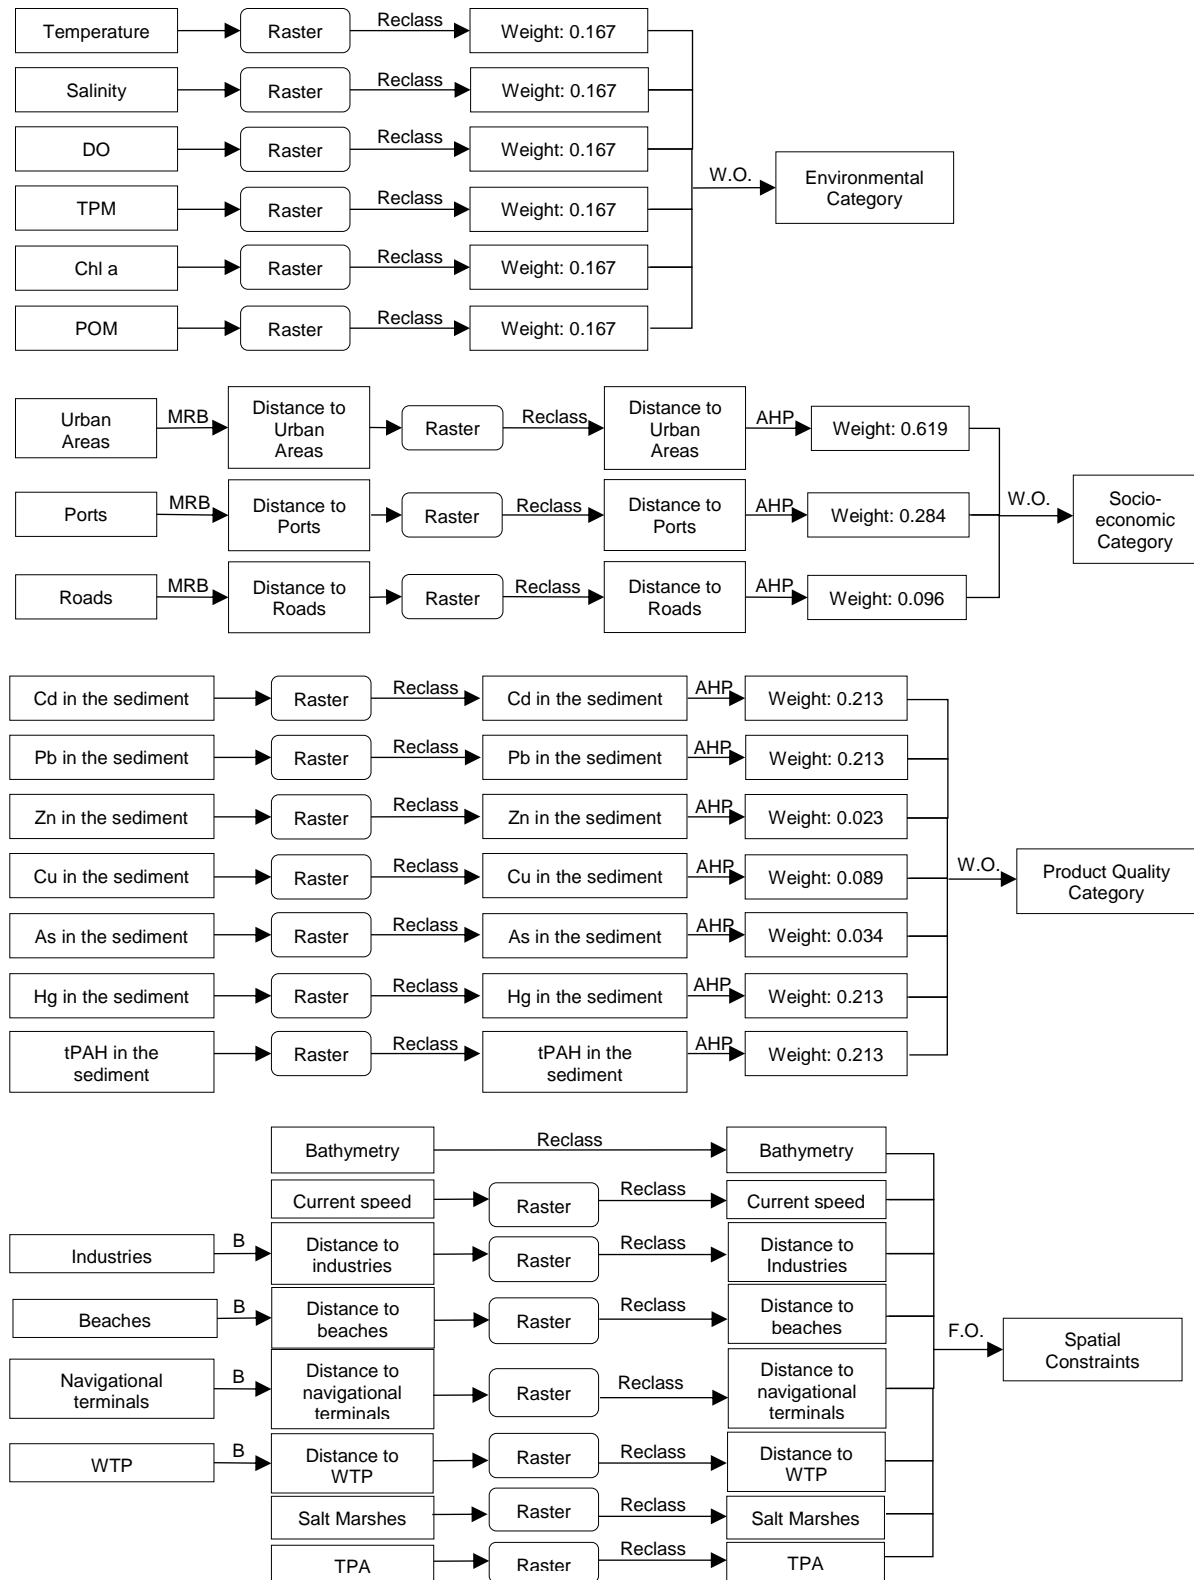 Temperature Raster Reclass Weight: 0.167
Salinity Raster Reclass Weight: 0.167
DO Raster Reclass Weight: 0.167
TPM Raster Reclass Weight: 0.167
Chl a Raster Reclass Weight: 0.167
POM Raster Reclass Weight: 0.167
W.O.
Environmental
Category
Urban
Areas
MRB
Distance to
Urban
Areas
Raster
Reclass
Distance to
Urban
Areas
AHP
Weight: 0.619
Ports
MRB
Distance to
Ports
Raster
Reclass
Distance to
Ports
AHP
Weight: 0.284
Roads
MRB
Distance to
Roads
Raster
Reclass
Distance to
Roads
AHP
Weight: 0.096
W.O.
Socio-
economic
Category
Cd in the sediment Raster Reclass Cd in the sediment AHP Weight: 0.213
Pb in the sediment Raster Reclass Pb in the sediment AHP Weight: 0.213
Zn in the sediment Raster Reclass Zn in the sediment AHP Weight: 0.023
Cu in the sediment Raster Reclass Cu in the sediment AHP Weight: 0.089
As in the sediment Raster Reclass As in the sediment AHP Weight: 0.034
Hg in the sediment Raster Reclass Hg in the sediment AHP Weight: 0.213
tPAH in the
sediment
Raster
Reclass
tPAH in the
sediment
AHP
Weight: 0.213
W.O.
Product Quality
Category
Bathymetry Reclass Bathymetry
Current speed Raster Reclass Current speed
Industries
B
Distance to
industries
Raster
Reclass
Distance to
Industries
Beaches
B
Distance to
beaches
Raster
Reclass
Distance to
beaches
Navigational
terminals
B
Distance to
navigational
terminals
Raster
Reclass
Distance to
navigational
terminals
WTP
B
Distance to
WTP
Raster
Reclass
Distance to
WTP
Salt Marshes Raster Reclass Salt Marshes
TPA Raster Reclass TPA
F.O.
Spatial
Constraints